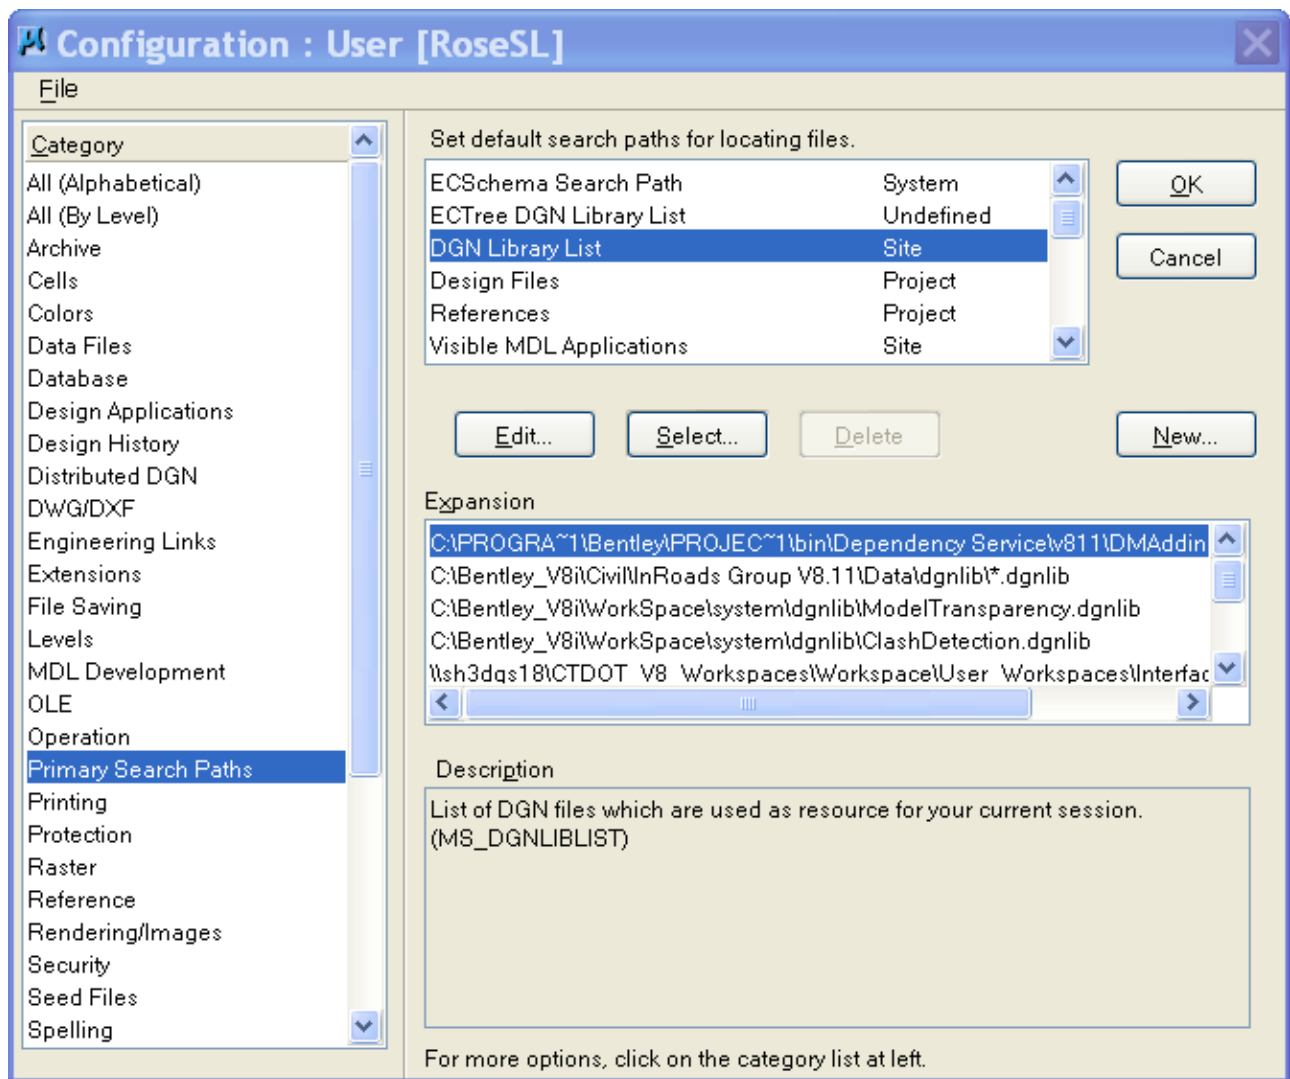 Configuration : User [RoseSL]
File
Category
All (Alphabetical)
All (By Level)
Archive
Cells
Colors
Data Files
Database
Design Applications
Design History
Distributed DGN
DWG/DXF
Engineering Links
Extensions
File Saving
Levels
MDL Development
OLE
Operation
Primary Search Paths
Printing
Protection
Raster
Reference
Rendering/Images
Security
Seed Files
Spelling
Set default search paths for locating files.
ECSchema Search Path System
ECTree DGN Library List Undefined
DGN Library List Site
Design Files Project
References Project
Visible MDL Applications Site
OK
Cancel
Edit... Select... Delete New...
Expansion
C:\PROGRA~1\Bentley\PROJEC~1\bin\Dependency Service\v811\DMAddin
C:\Bentley_V8i\Civil\InRoads Group V8.11\Data\dgnlib\*.dgnlib
C:\Bentley_V8i\WorkSpace\system\dgnlib\ModelTransparency.dgnlib
C:\Bentley_V8i\WorkSpace\system\dgnlib\ClashDetection.dgnlib
\\sh3dgs18\CTDOT_V8_Workspaces\Workspace\User_Workspaces\Interfac
Description
List of DGN files which are used as resource for your current session.
(MS_DGNLIBLIST)
For more options, click on the category list at left.